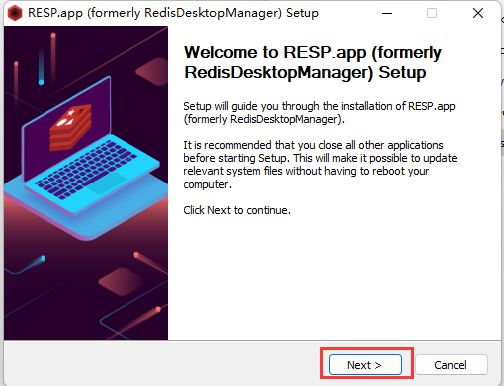 RESP.app (formerly RedisDesktopManager) Setup
Welcome to RESP.app (formerly
RedisDesktopManager) Setup
Setup will guide you through the installation of RESP.app
(formerly RedisDesktopManager).
It is recommended that you close all other applications
before starting Setup. This will make it possible to update
relevant system files without having to reboot your
computer.
Click Next to continue.
Next >
Cancel